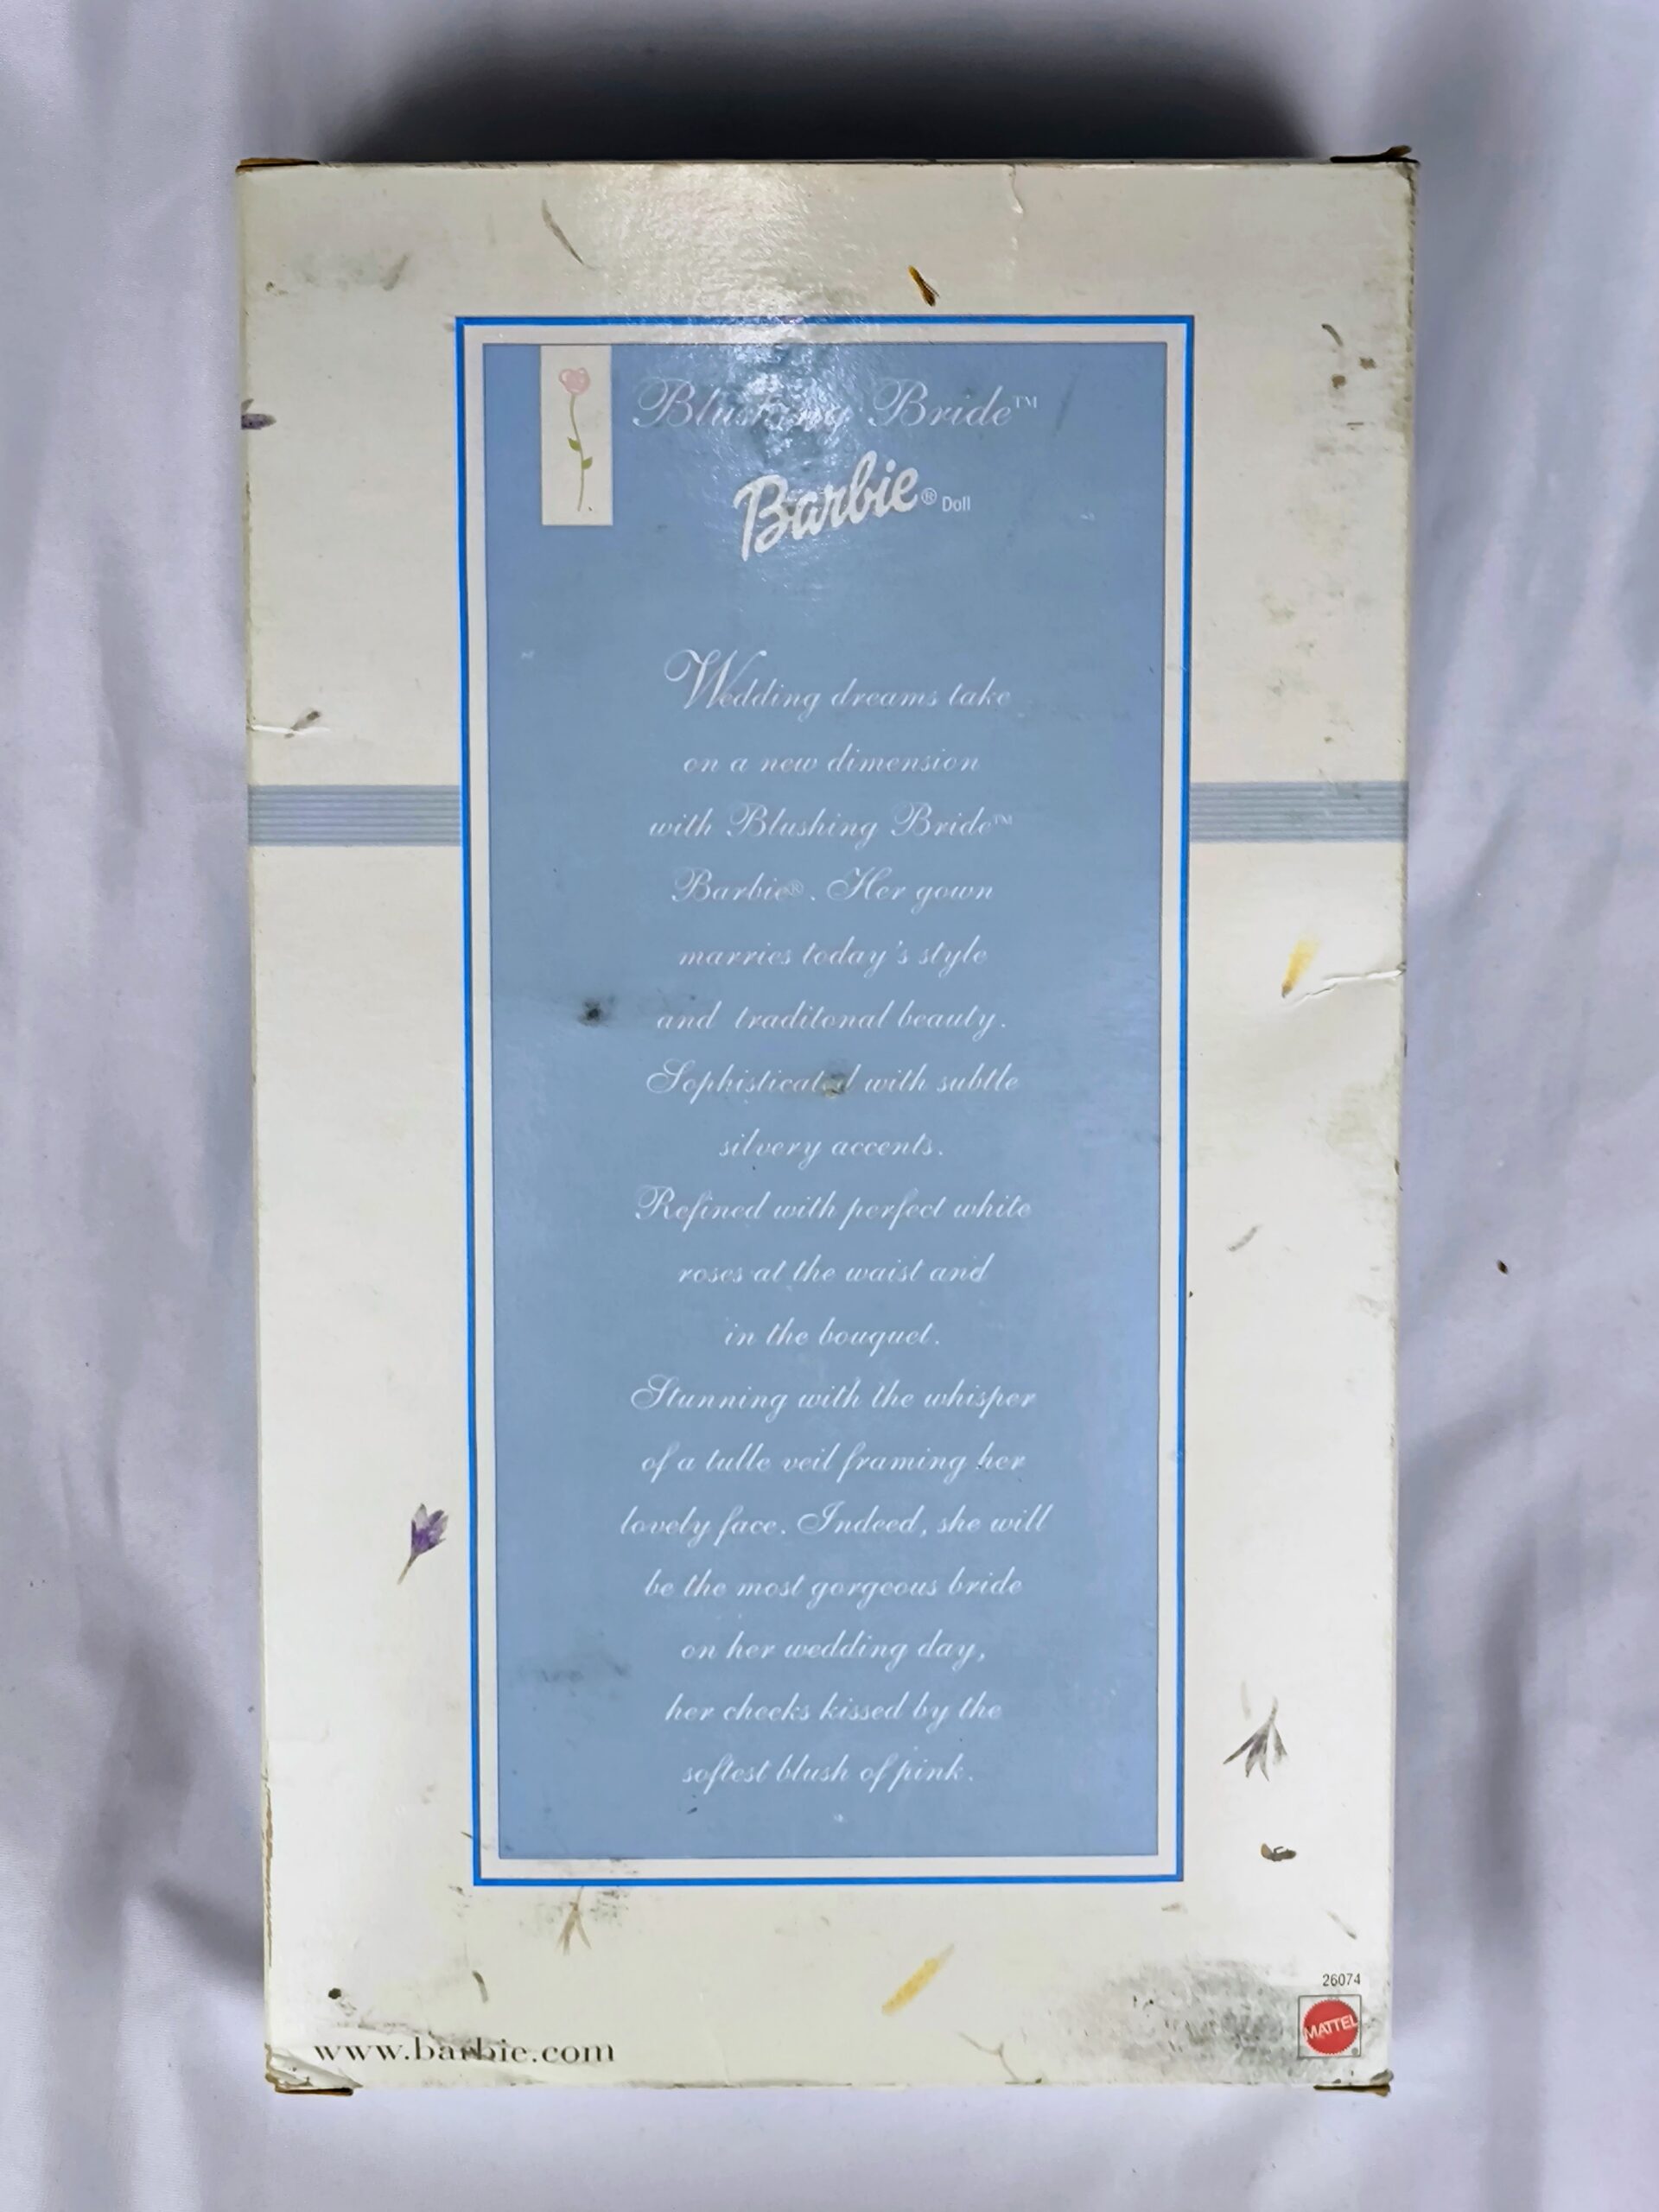 Blushing Bride™
Barbie® Doll
Wedding dreams take
on a new dimension
with Blushing Bride™
Barbie®. Her gown
marries today's style
and traditonal beauty.
Sophisticated with subtle
silvery accents.
Refined with perfect white
roses at the waist and
in the bouquet.
Stunning with the whisper
of a tulle veil framing her
lovely face. Indeed, she will
be the most gorgeous bride
on her wedding day,
her cheeks kissed by the
softest blush of pink.
26074
MATTEL®
www.barbie.com